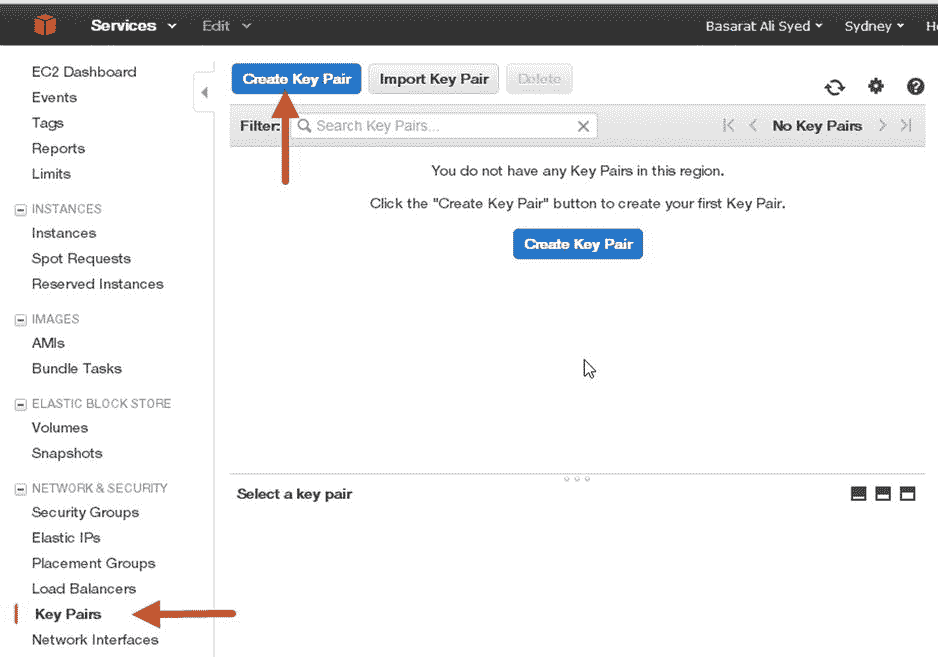 Services Edit Basarat Ali Syed Sydney
EC2 Dashboard
Events
Tags
Reports
Limits
INSTANCES
Instances
Spot Requests
Reserved Instances
IMAGES
AMIs
Bundle Tasks
ELASTIC BLOCK STORE
Volumes
Snapshots
NETWORK & SECURITY
Security Groups
Elastic IPs
Placement Groups
Load Balancers
Key Pairs
Network Interfaces
Create Key Pair Import Key Pair Delete
Filter: Search Key Pairs... No Key Pairs
You do not have any Key Pairs in this region.
Click the "Create Key Pair" button to create your first Key Pair.
Create Key Pair
Select a key pair